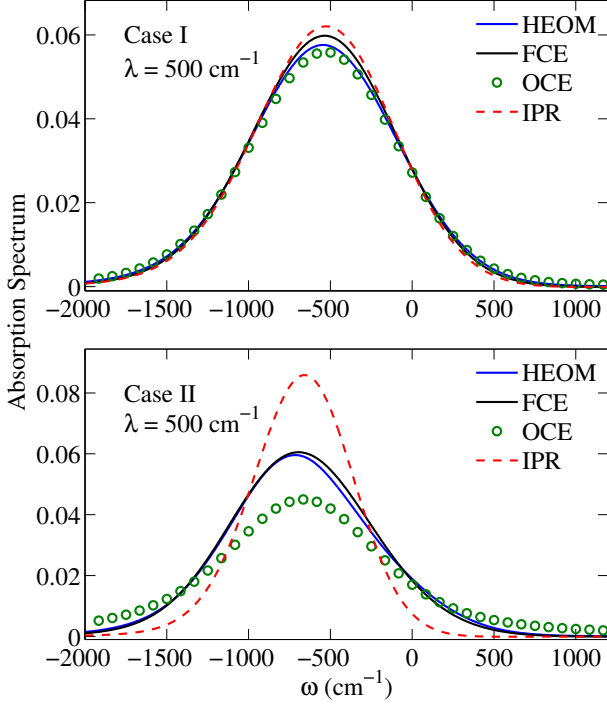 Absorption Spectrum
Case I
λ = 500 cm⁻¹
HEOM
FCE
OCE
IPR
0.06
0.04
0.02
0
−2000 −1500 −1000 −500 0 500 1000
Case II
λ = 500 cm⁻¹
HEOM
FCE
OCE
IPR
0.08
0.06
0.04
0.02
0
−2000 −1500 −1000 −500 0 500 1000
ω (cm⁻¹)